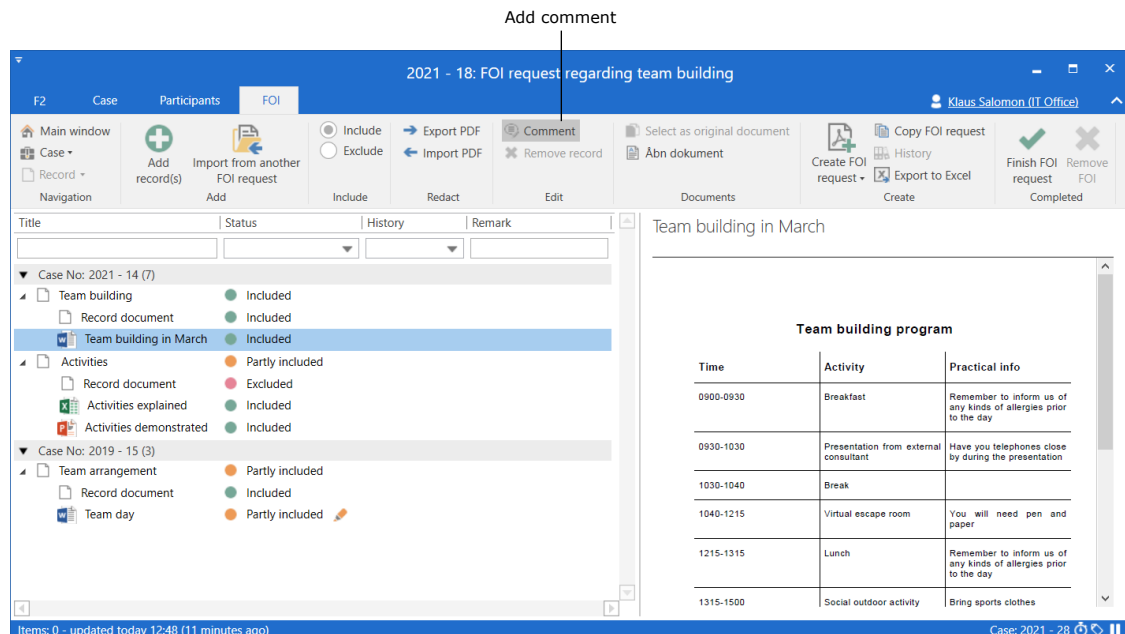 Add comment
2021 - 18: FOI request regarding team building
F2 Case Participants FOI Klaus Salomon (IT Office)
Main window
Case
Record
Navigation
Add
record(s)
Import from another
FOI request
Add
Include
Exclude
Include
Export PDF
Import PDF
Redact
Comment
Remove record
Edit
Select as original document
Åbn dokument
Documents
Create FOI
request
Copy FOI request
History
Export to Excel
Create
Finish FOI
request
Remove
FOI
Completed
Title Status History Remark
Case No: 2021 - 14 (7)
Team building Included
Record document Included
Team building in March Included
Activities Partly included
Record document Excluded
Activities explained Included
Activities demonstrated Included
Case No: 2019 - 15 (3)
Team arrangement Partly included
Record document Included
Team day Partly included
Team building in March
Team building program
Time Activity Practical info
0900-0930 Breakfast Remember to inform us of
any kinds of allergies prior
to the day
0930-1030 Presentation from external Have you telephones close
consultant by during the presentation
1030-1040 Break
1040-1215 Virtual escape room You will need pen and
paper
1215-1315 Lunch Remember to inform us of
any kinds of allergies prior
to the day
1315-1500 Social outdoor activity Bring sports clothes
Items: 0 - updated today 12:48 (11 minutes ago) Case: 2021 - 28